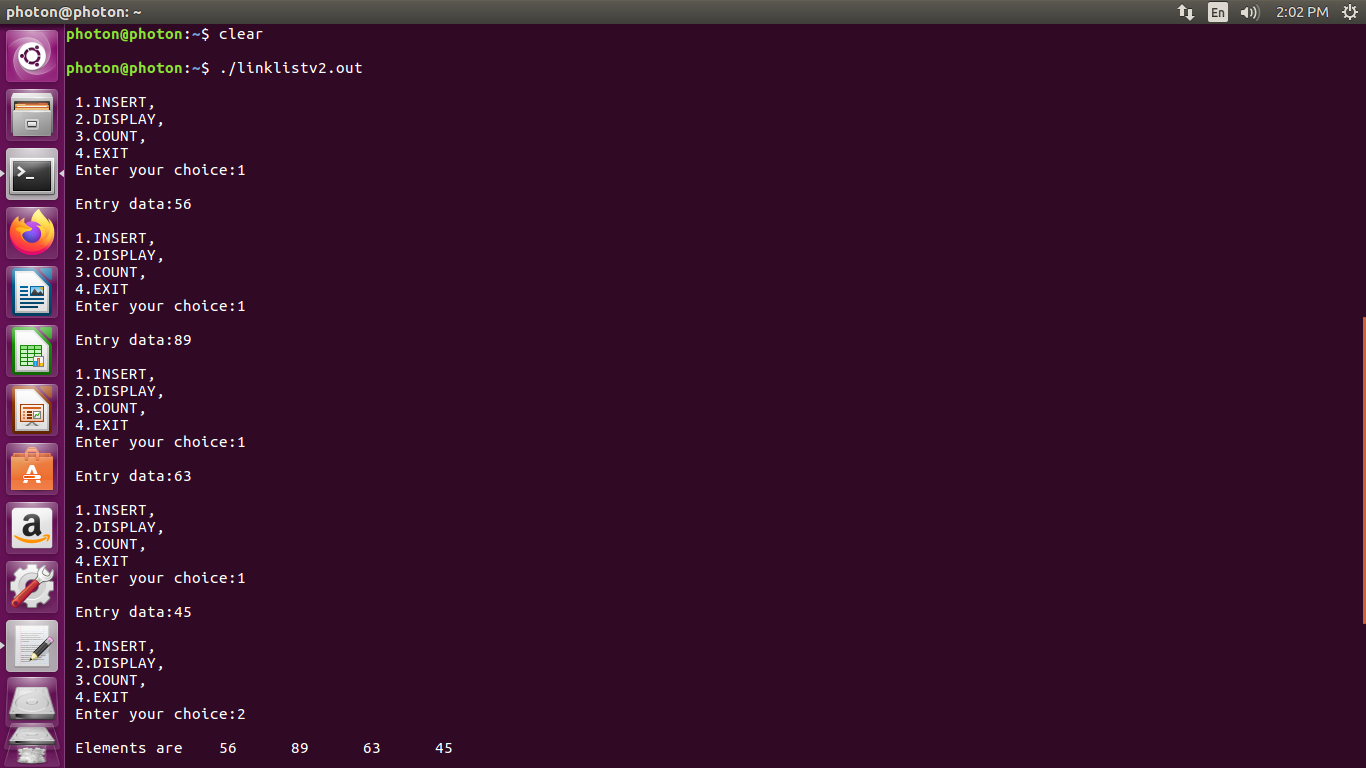 photon@photon: ~
En
2:02 PM
photon@photon:~$ clear
photon@photon:~$ ./linklistv2.out
1.INSERT,
2.DISPLAY,
3.COUNT,
4.EXIT
Enter your choice:1
Entry data:56
1.INSERT,
2.DISPLAY,
3.COUNT,
4.EXIT
Enter your choice:1
Entry data:89
1.INSERT,
2.DISPLAY,
3.COUNT,
4.EXIT
Enter your choice:1
Entry data:63
1.INSERT,
2.DISPLAY,
3.COUNT,
4.EXIT
Enter your choice:1
Entry data:45
1.INSERT,
2.DISPLAY,
3.COUNT,
4.EXIT
Enter your choice:2
Elements are 56 89 63 45